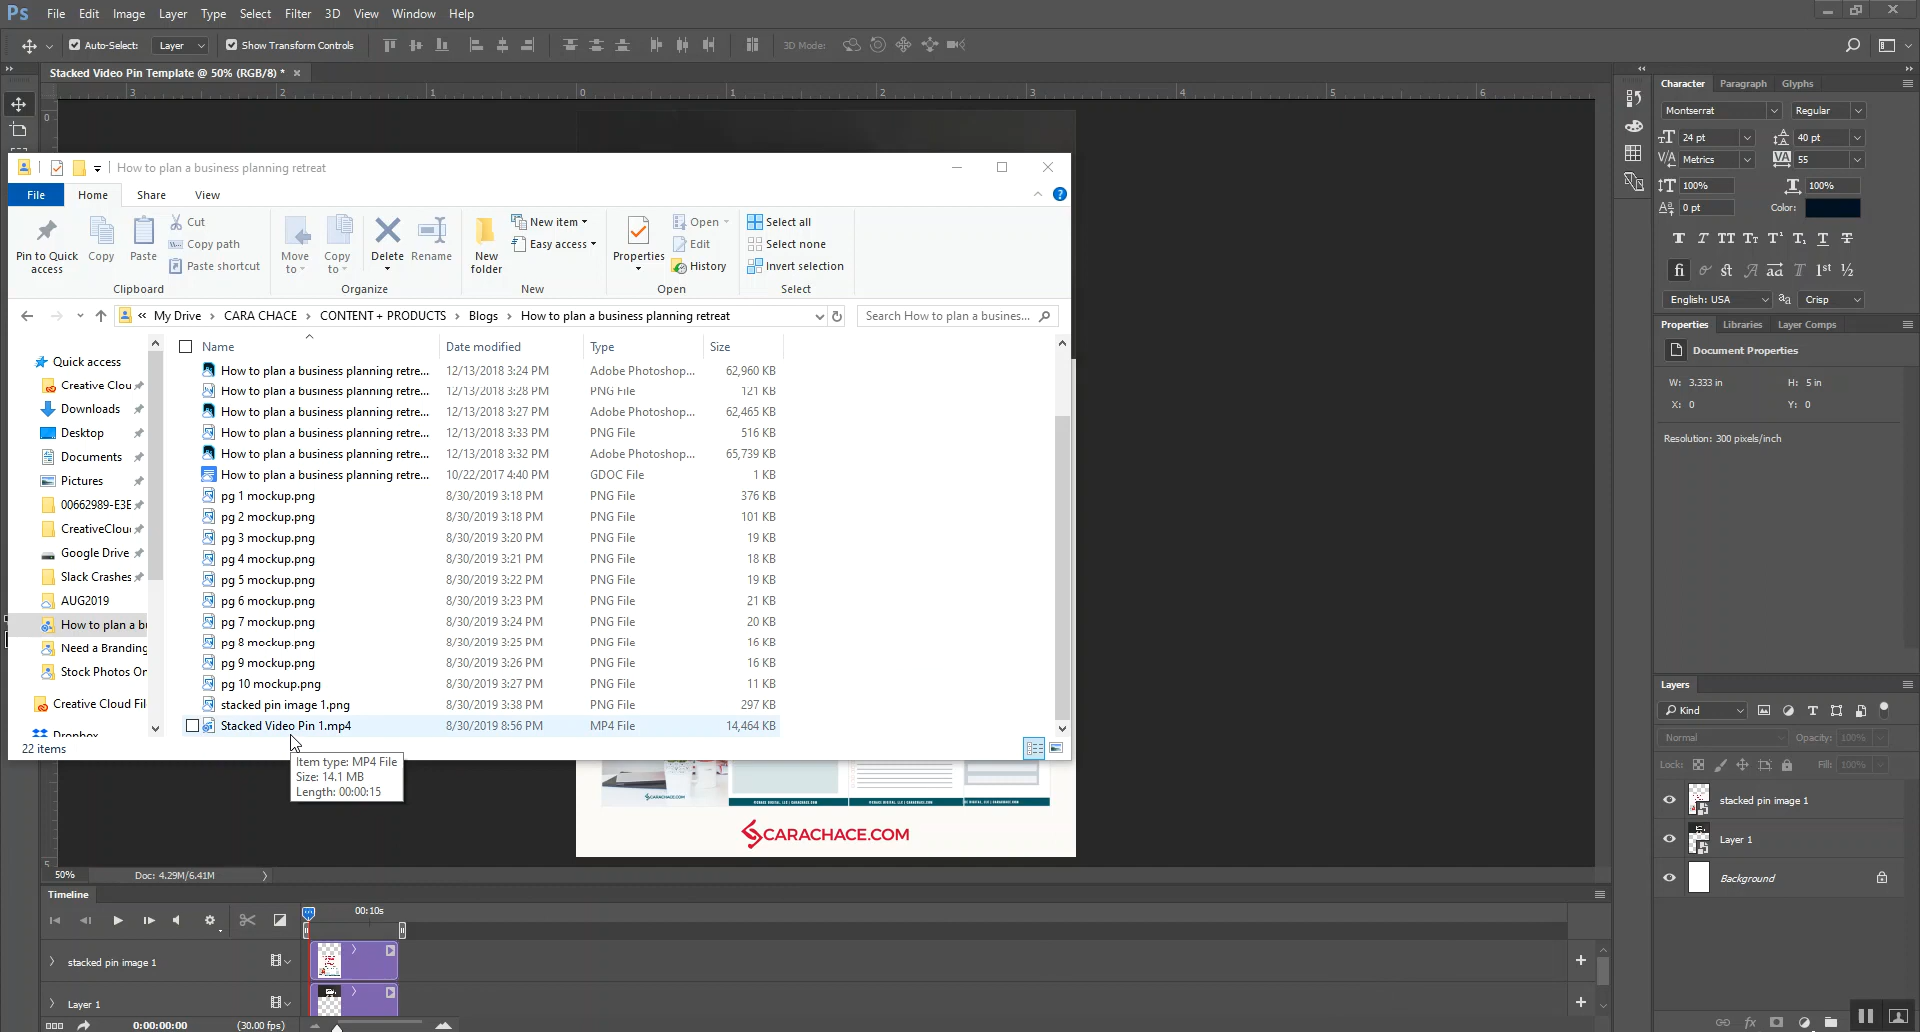 Ps File Edit Image Layer Type Select Filter 3D View Window Help
Auto-Select: Layer Show Transform Controls 3D Mode:
Stacked Video Pin Template @ 50% (RGB/8) * ×
3 2 1 0 1 2 3 4 5 6
0
How to plan a business planning retreat
File Home Share View
Pin to Quick access
Copy
Paste
Cut
Copy path
Paste shortcut
Move to
Copy to
Delete
Rename
New folder
New item
Easy access
Properties
Open
Edit
History
Select all
Select none
Invert selection
Clipboard Organize New Open Select
« My Drive > CARA CHACE > CONTENT + PRODUCTS > Blogs > How to plan a business planning retreat
Search How to plan a business...
Quick access
Creative Clou
Downloads
Desktop
Documents
Pictures
00662989-E3E
CreativeClou
Google Drive
Slack Crashes
AUG2019
How to plan a bu
Need a Branding
Stock Photos On
Creative Cloud Fil
Dropbox
Name Date modified Type Size
How to plan a business planning retre... 12/13/2018 3:24 PM Adobe Photoshop... 62,960 KB
How to plan a business planning retre... 12/13/2018 3:28 PM PNG File 121 KB
How to plan a business planning retre... 12/13/2018 3:27 PM Adobe Photoshop... 62,465 KB
How to plan a business planning retre... 12/13/2018 3:33 PM PNG File 516 KB
How to plan a business planning retre... 12/13/2018 3:32 PM Adobe Photoshop... 65,739 KB
How to plan a business planning retre... 10/22/2017 4:40 PM GDOC File 1 KB
pg 1 mockup.png 8/30/2019 3:18 PM PNG File 376 KB
pg 2 mockup.png 8/30/2019 3:18 PM PNG File 101 KB
pg 3 mockup.png 8/30/2019 3:20 PM PNG File 19 KB
pg 4 mockup.png 8/30/2019 3:21 PM PNG File 18 KB
pg 5 mockup.png 8/30/2019 3:22 PM PNG File 19 KB
pg 6 mockup.png 8/30/2019 3:23 PM PNG File 21 KB
pg 7 mockup.png 8/30/2019 3:24 PM PNG File 20 KB
pg 8 mockup.png 8/30/2019 3:25 PM PNG File 16 KB
pg 9 mockup.png 8/30/2019 3:26 PM PNG File 16 KB
pg 10 mockup.png 8/30/2019 3:27 PM PNG File 11 KB
stacked pin image 1.png 8/30/2019 3:38 PM PNG File 297 KB
Stacked Video Pin 1.mp4 8/30/2019 8:56 PM MP4 File 14,464 KB
22 items
Item type: MP4 File
Size: 14.1 MB
Length: 00:00:15
CARACHACE.COM
5
50% Doc: 4.29M/6.41M
Timeline
00:10s
stacked pin image 1
Layer 1
0:00:00:00 (30.00 fps)
Character Paragraph Glyphs
Montserrat Regular
24 pt 40 pt
Metrics 55
100% 100%
0 pt Color:
English: USA Crisp
Properties Libraries Layer Comps
Document Properties
W: 3.333 in H: 5 in
X: 0 Y: 0
Resolution: 300 pixels/inch
Layers
Kind
Normal Opacity: 100%
Lock: Fill: 100%
stacked pin image 1
Layer 1
Background